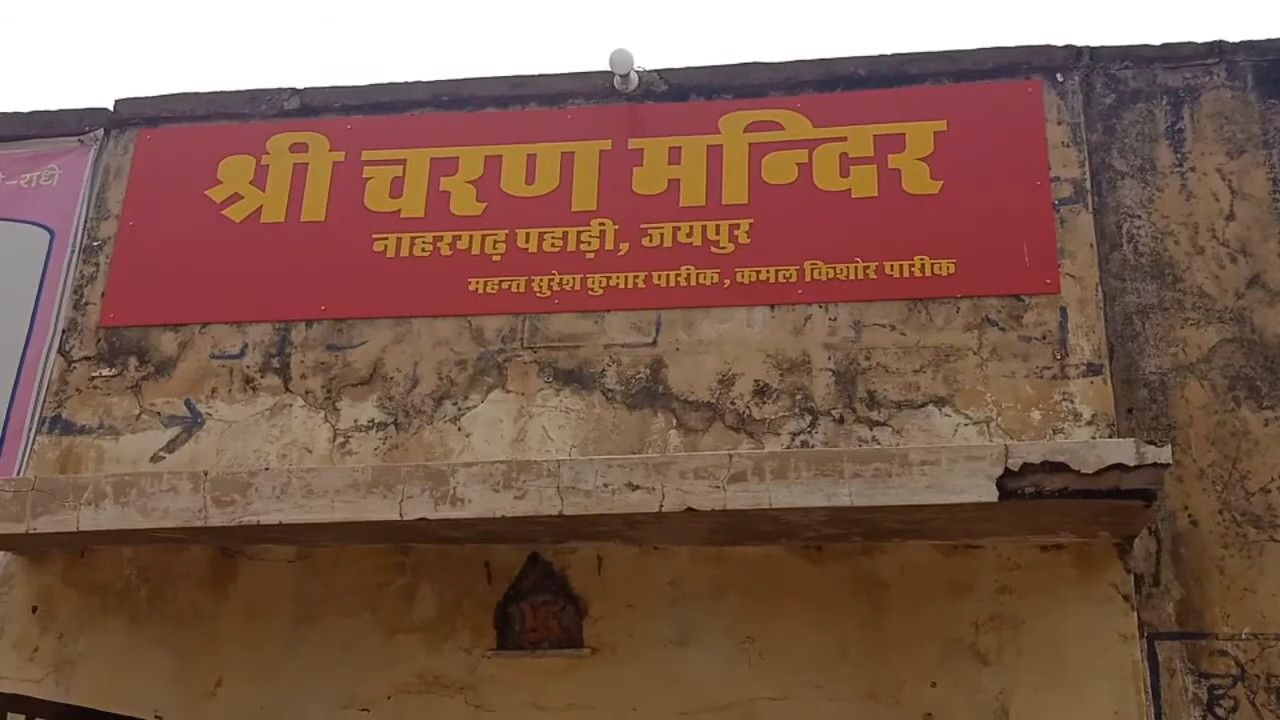 श्री चरण मन्दिर
नाहरगढ़ पहाड़ी, जयपुर
महन्त सुरेश कुमार पारीक, कमल किशोर पारीक
-राधे